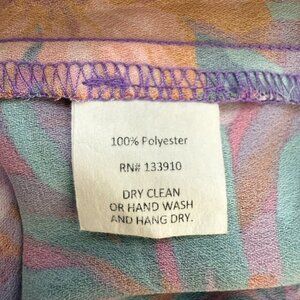 100% Polyester
RN# 133910
DRY CLEAN
OR HAND WASH
AND HANG DRY.